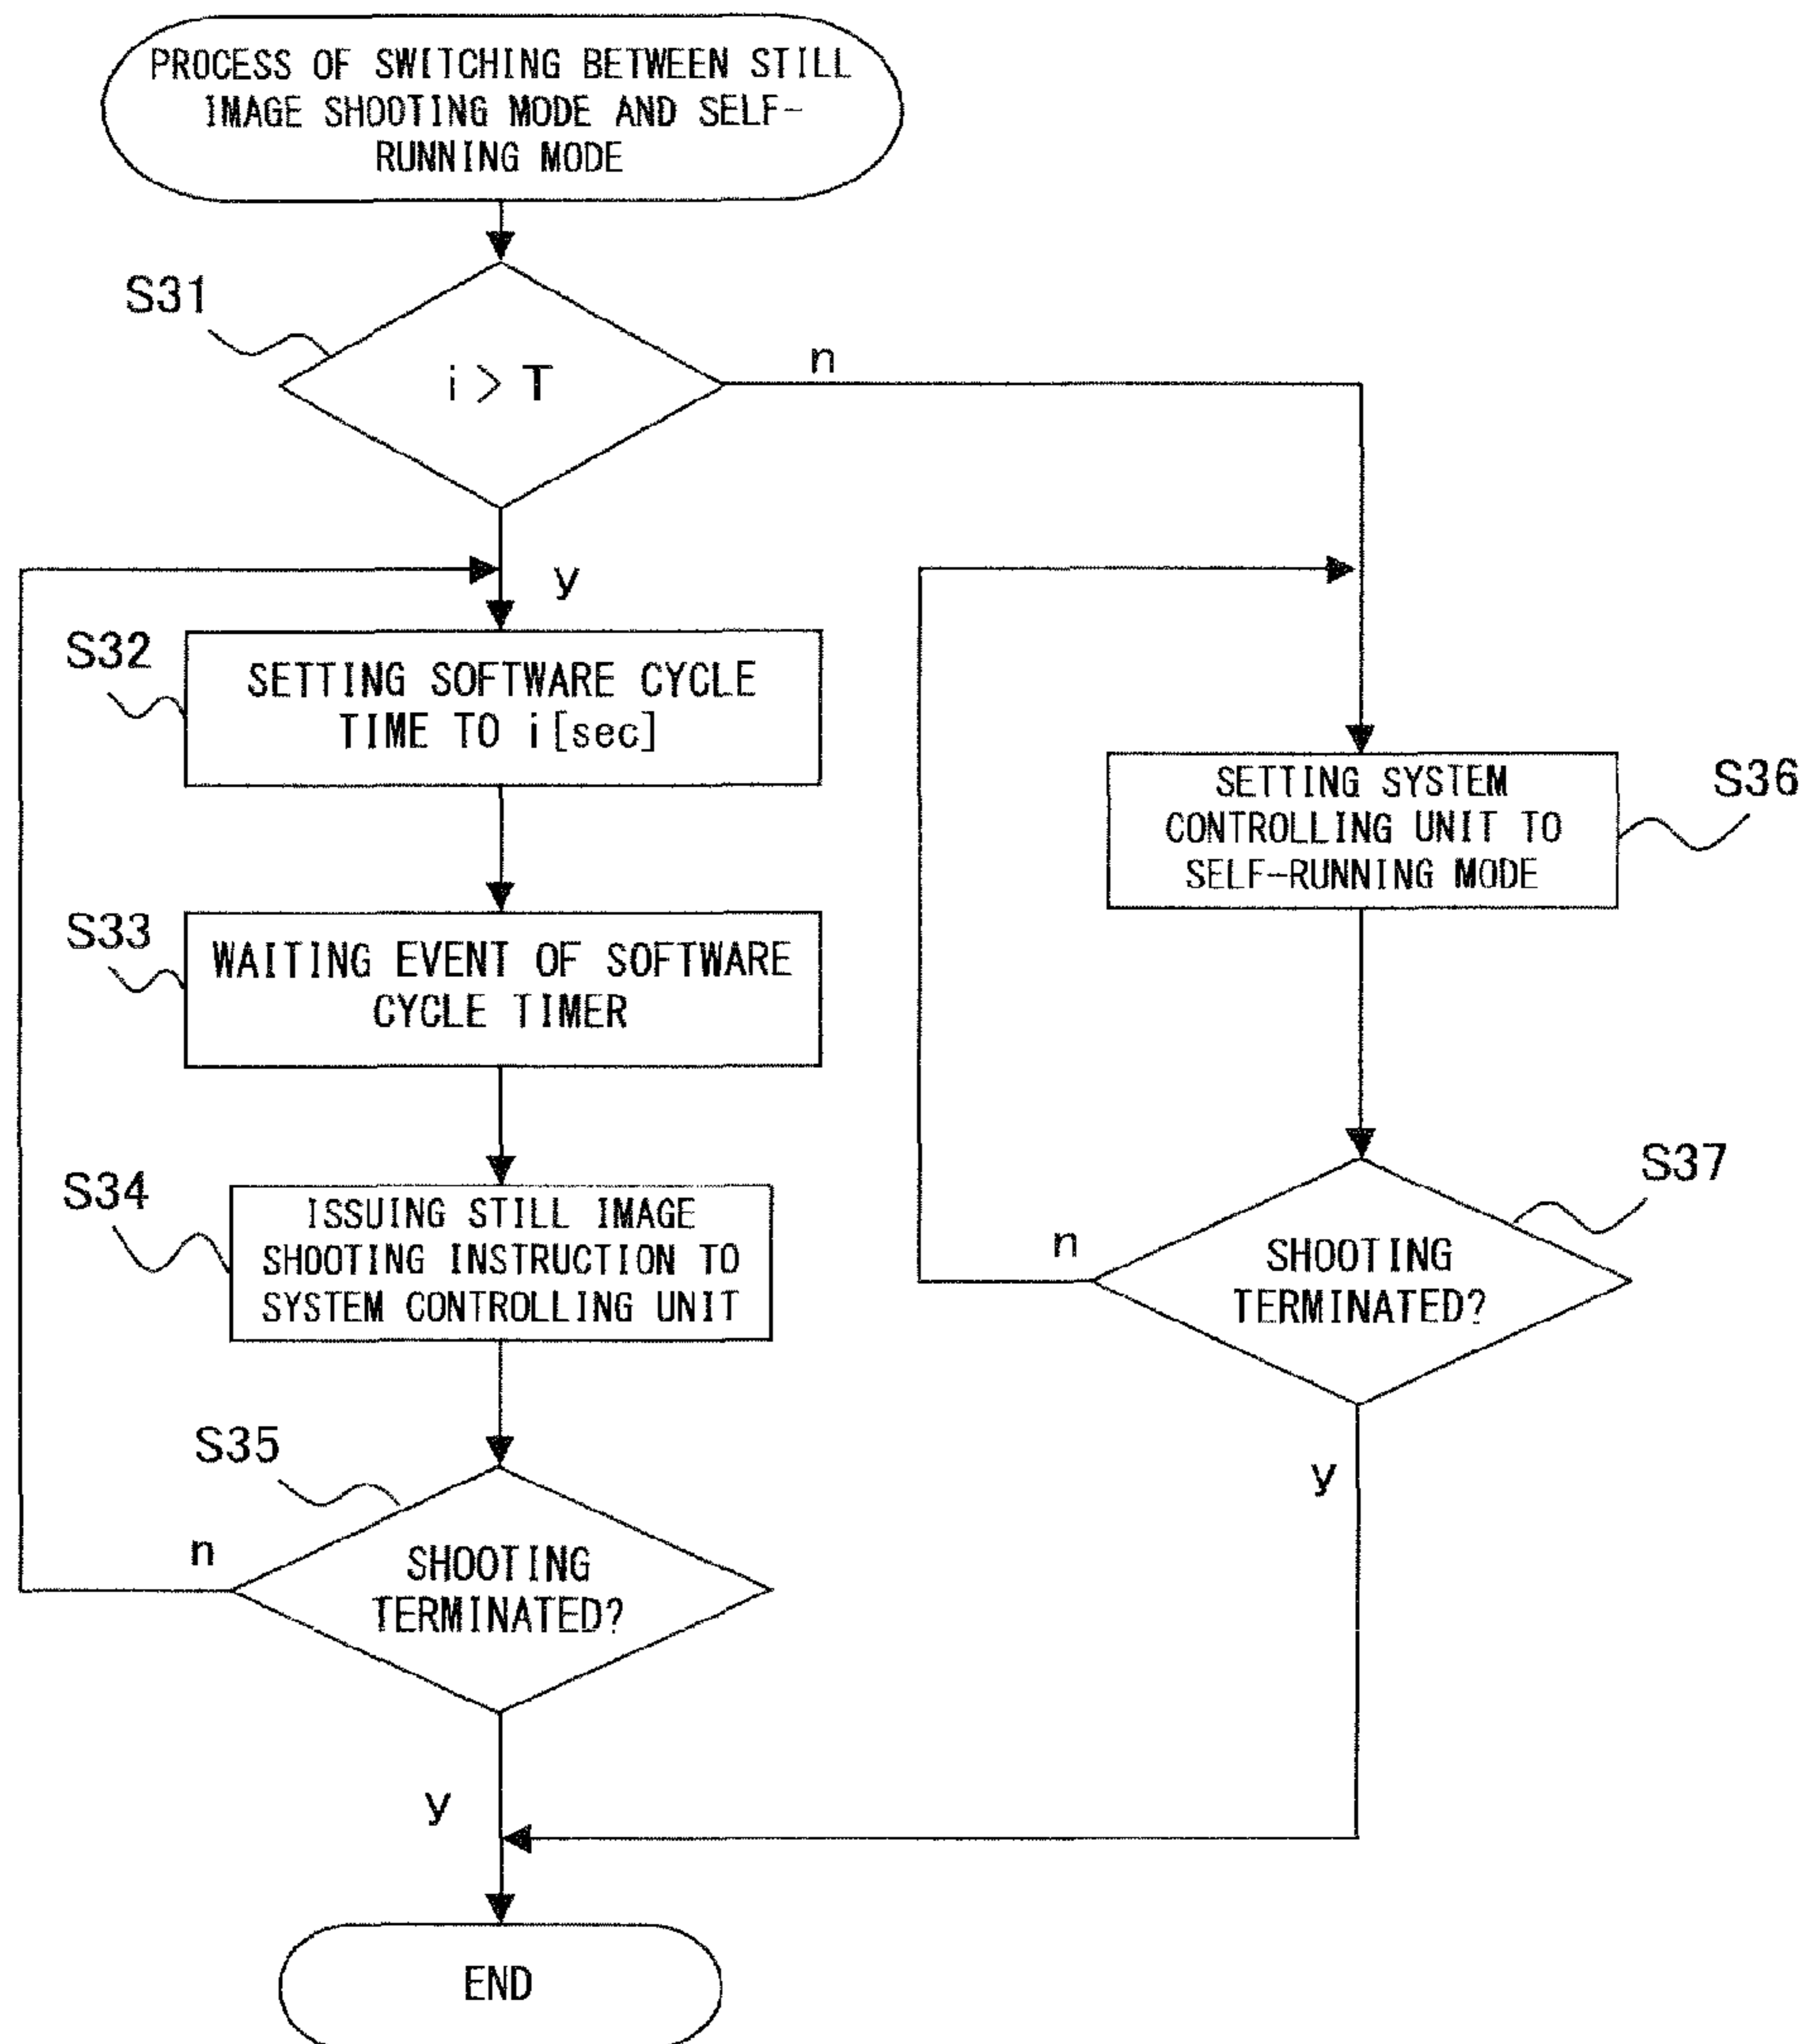 PROCESS OF SWITCHING BETWEEN STILL
IMAGE SHOOTING MODE AND SELF-
RUNNING MODE
S31
i > T
n
y
S32
SETTING SOFTWARE CYCLE
TIME TO i[sec]
S33
WAITING EVENT OF SOFTWARE
CYCLE TIMER
S34
ISSUING STILL IMAGE
SHOOTING INSTRUCTION TO
SYSTEM CONTROLLING UNIT
S35
n
SHOOTING
TERMINATED?
y
S36
SETTING SYSTEM
CONTROLLING UNIT TO
SELF-RUNNING MODE
S37
n
SHOOTING
TERMINATED?
y
END